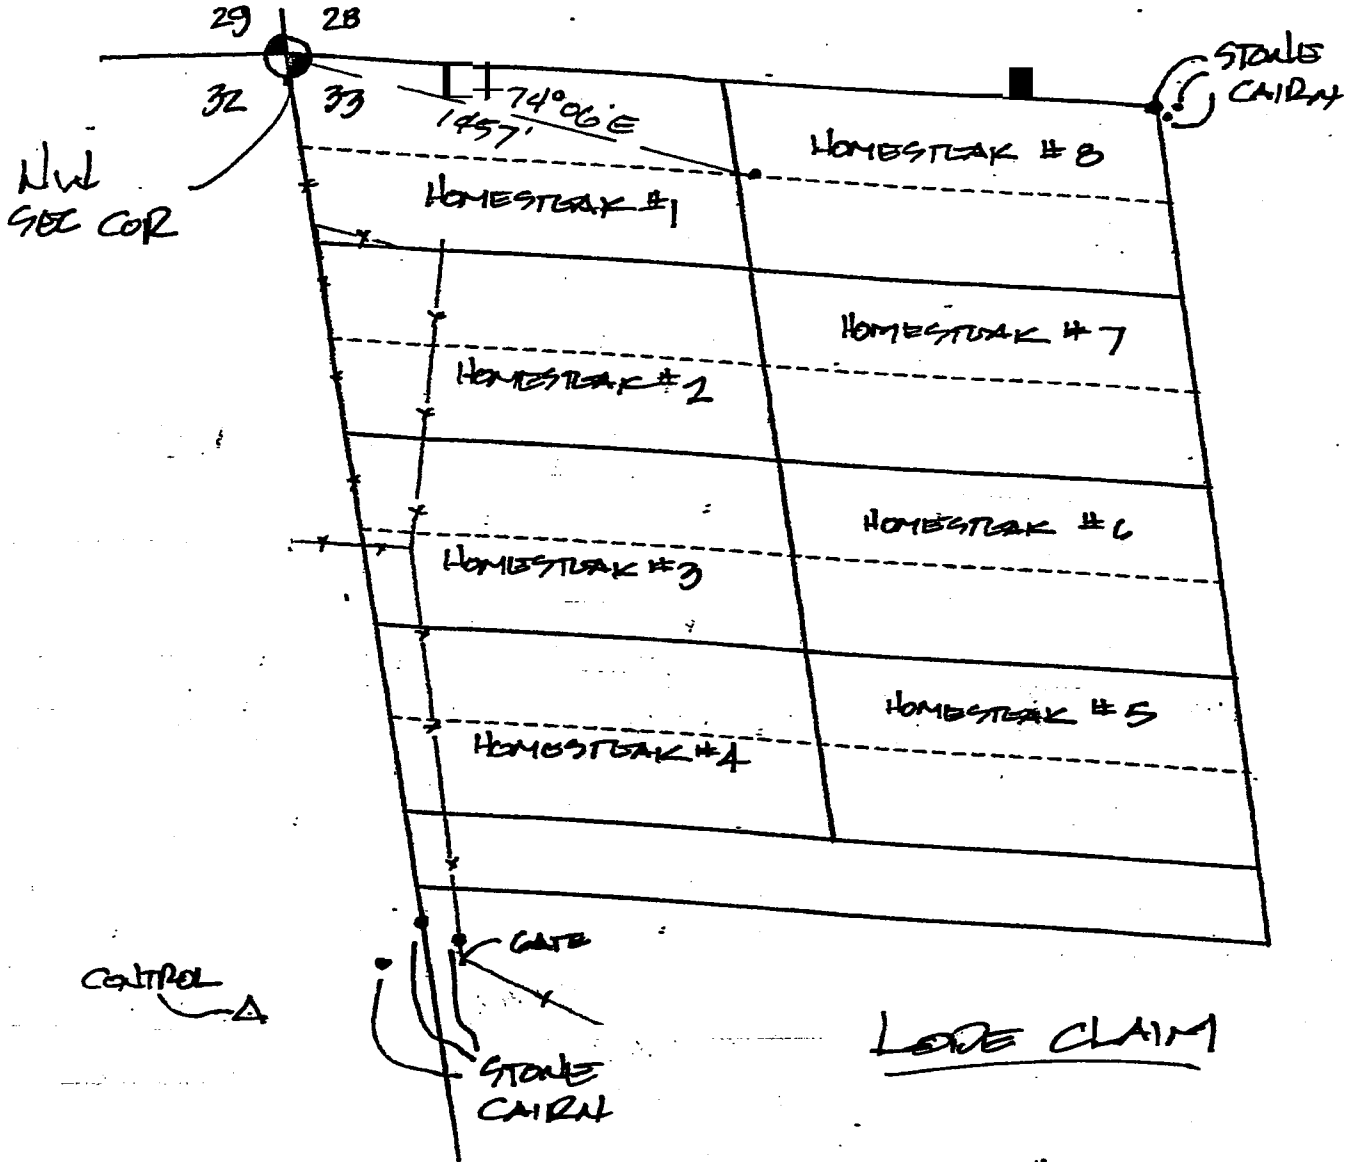 29 28
32 33
NW
SEC COR
74°06'E
1457'
STONE
CAIRN
HOMESTEAK #8
HOMESTEAK #1
HOMESTEAK #7
HOMESTEAK #2
HOMESTEAK #6
HOMESTEAK #3
HOMESTEAK #5
HOMESTEAK #4
GATE
CONTROL
LODE CLAIM
STONE
CAIRN